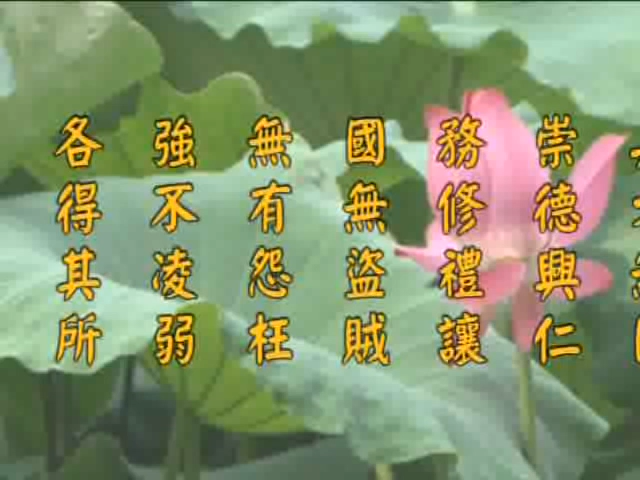 崇德興仁
務修禮讓
國無盜賊
無有怨枉
強不凌弱
各得其所